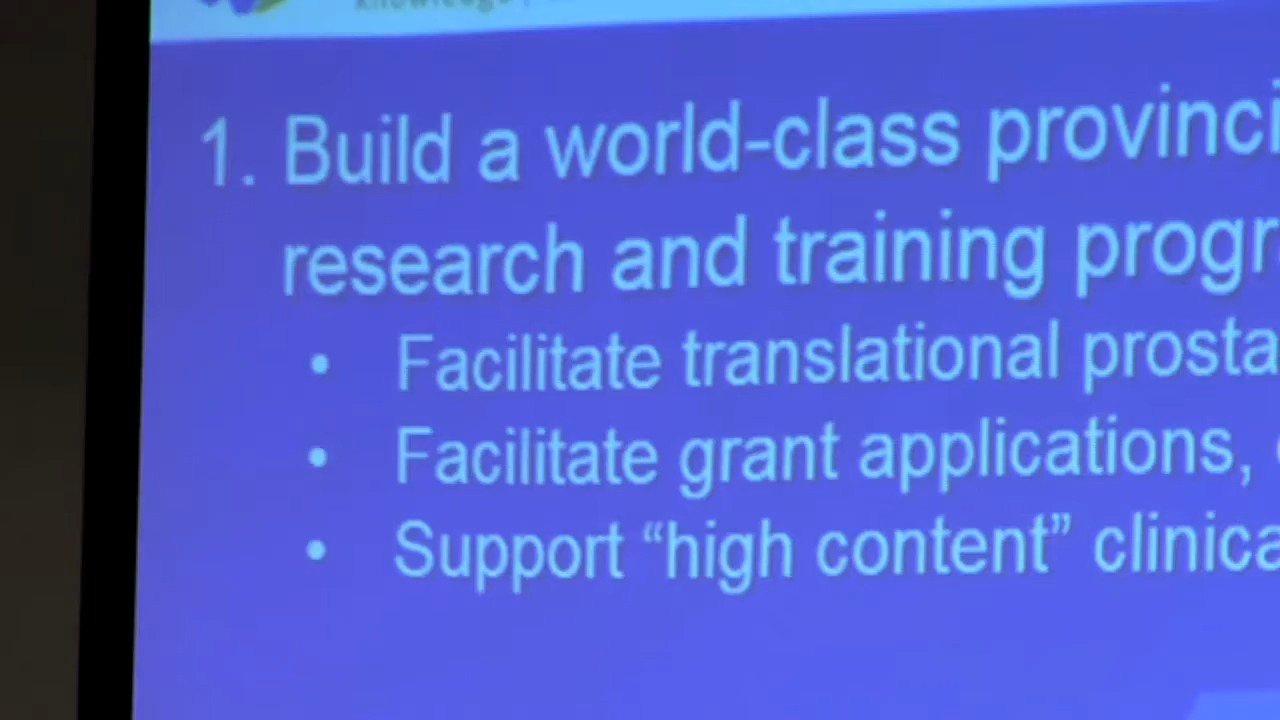 1. Build a world-class provinci
research and training progr
• Facilitate translational prosta
• Facilitate grant applications,
• Support “high content” clinica